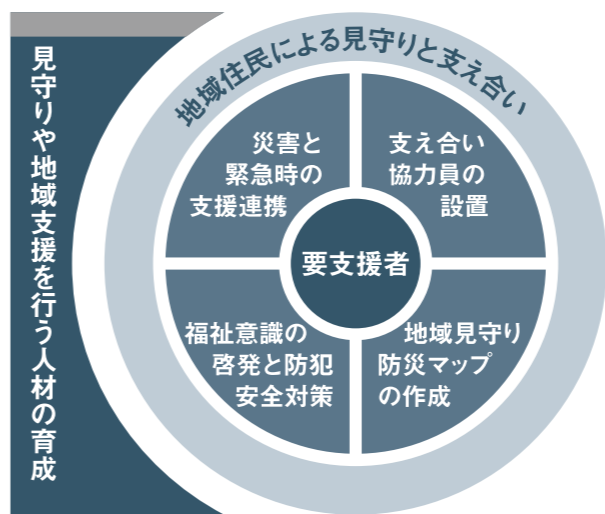 見守りや地域支援を行う人材の育成
地域住民による見守りと支え合い
災害と
緊急時の
支援連携
支え合い
協力員の
設置
要支援者
福祉意識の
啓発と防犯
安全対策
地域見守り
防災マップ
の作成